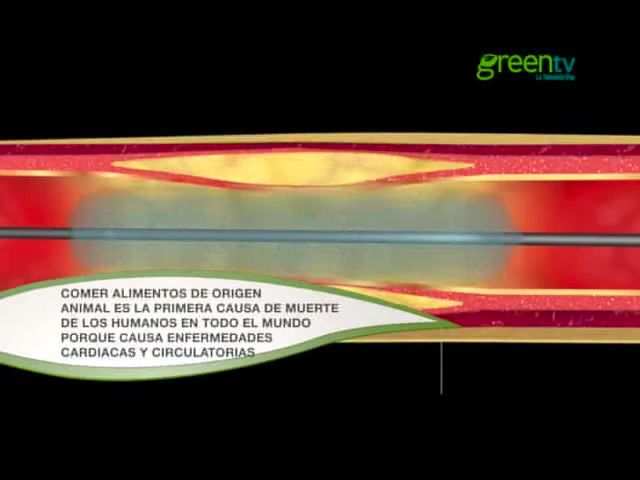 greentv
COMER ALIMENTOS DE ORIGEN
ANIMAL ES LA PRIMERA CAUSA DE MUERTE
DE LOS HUMANOS EN TODO EL MUNDO
PORQUE CAUSA ENFERMEDADES
CARDIACAS Y CIRCULATORIAS